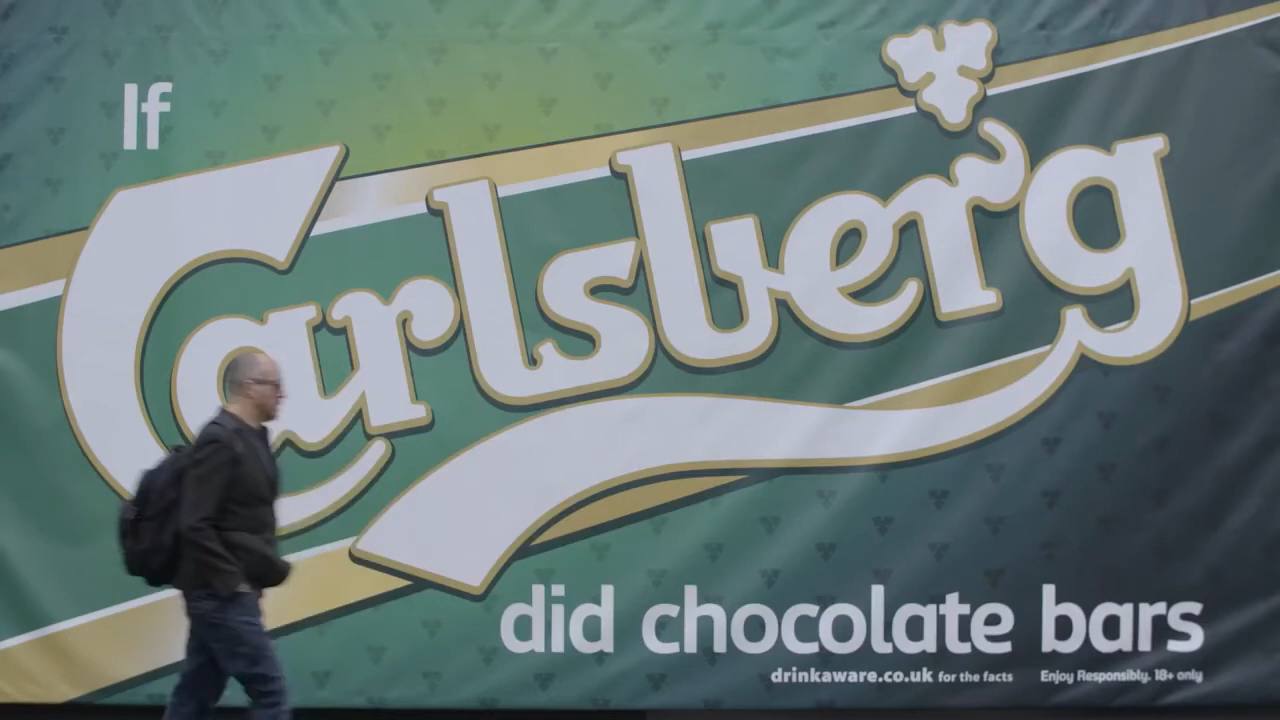 If
Carlsberg
did chocolate bars
drinkaware.co.uk for the facts Enjoy Responsibly. 18+ only